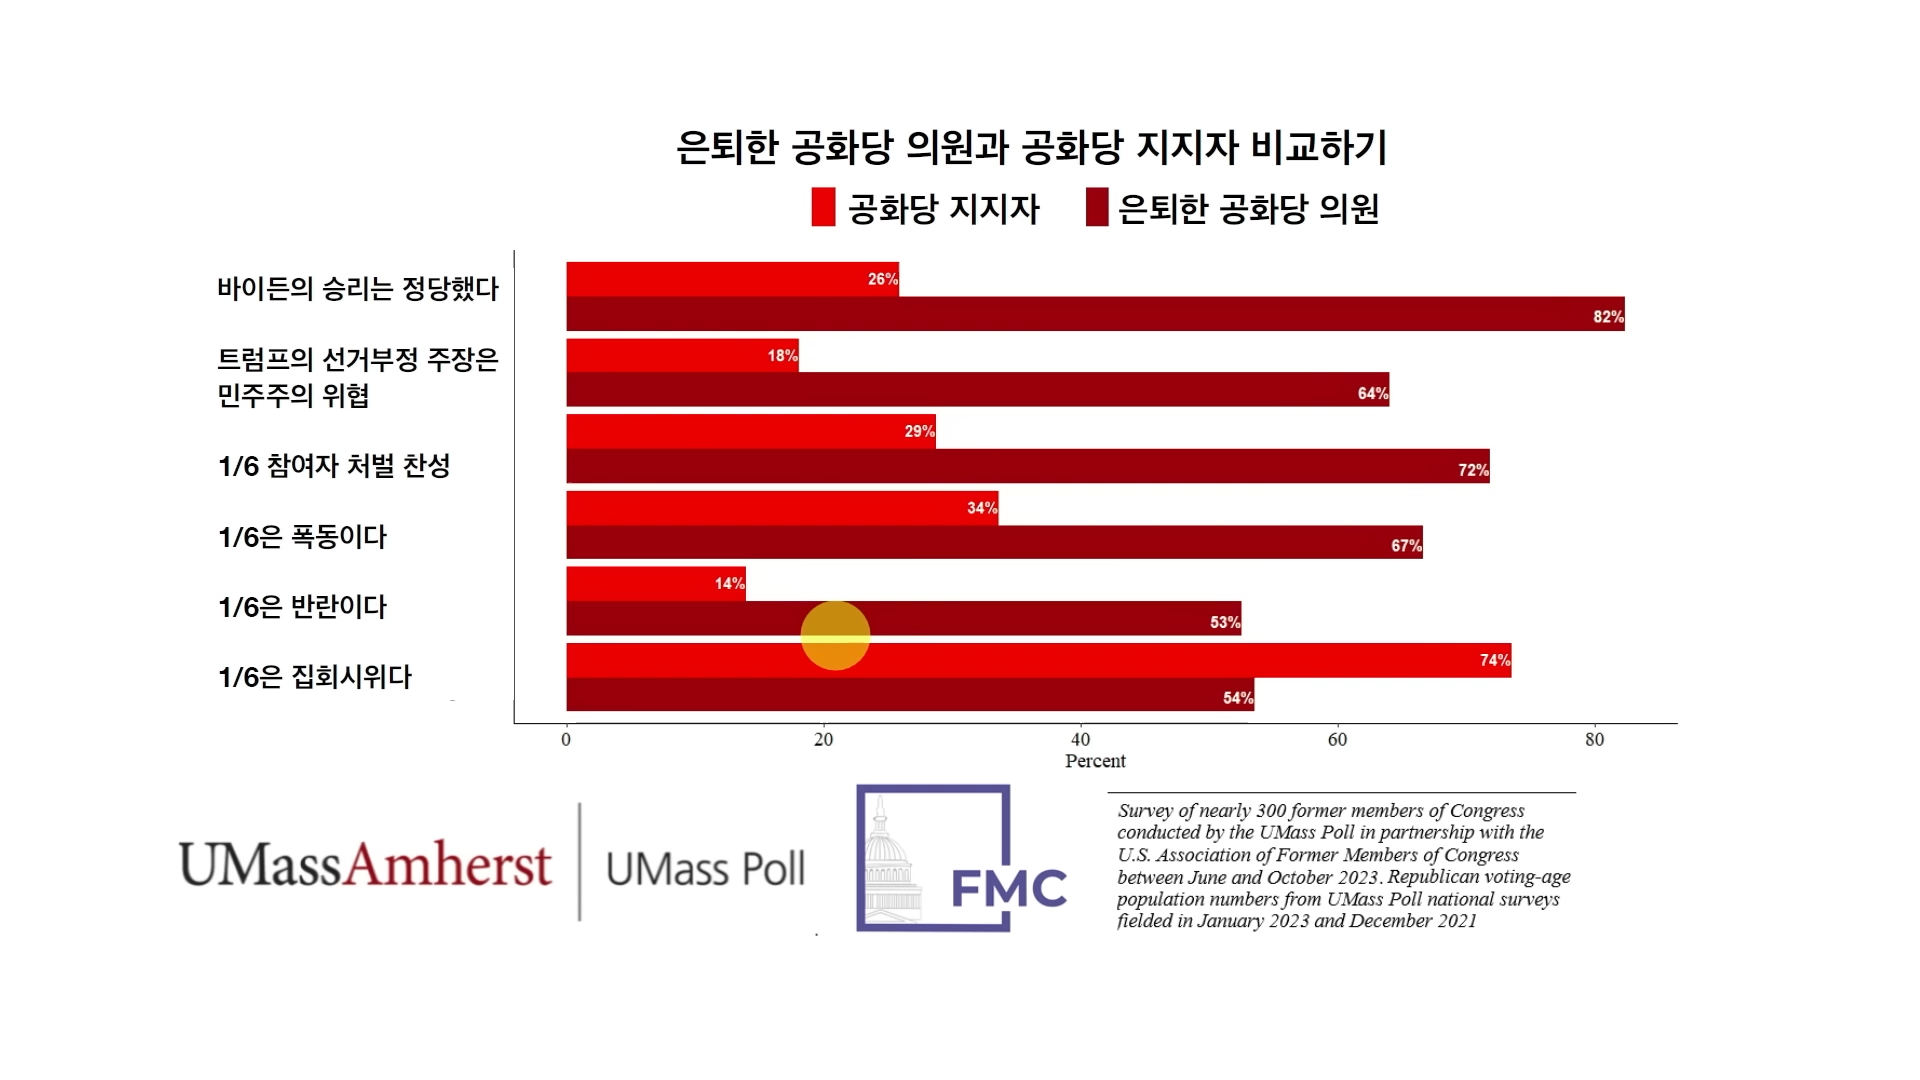 은퇴한 공화당 의원과 공화당 지지자 비교하기
공화당 지지자 은퇴한 공화당 의원
바이든의 승리는 정당했다
26%
82%
트럼프의 선거부정 주장은
민주주의 위협
18%
64%
1/6 참여자 처벌 찬성
29%
72%
1/6은 폭동이다
34%
67%
1/6은 반란이다
14%
53%
1/6은 집회시위다
74%
54%
0 20 40 60 80
Percent
UMassAmherst UMass Poll
FMC
Survey of nearly 300 former members of Congress
conducted by the UMass Poll in partnership with the
U.S. Association of Former Members of Congress
between June and October 2023. Republican voting-age
population numbers from UMass Poll national surveys
fielded in January 2023 and December 2021